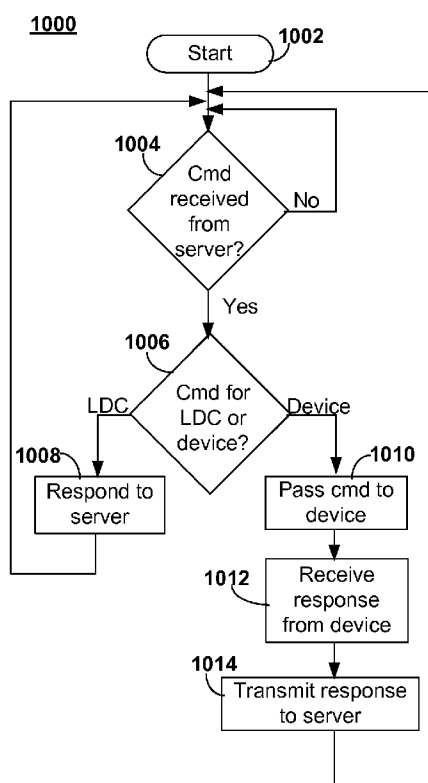 1000
1002
Start
1004
Cmd
received
from
server?
No
Yes
1006
Cmd for
LDC or
device?
LDC
Device
1008
Respond to
server
1010
Pass cmd to
device
1012
Receive
response
from device
1014
Transmit response
to server